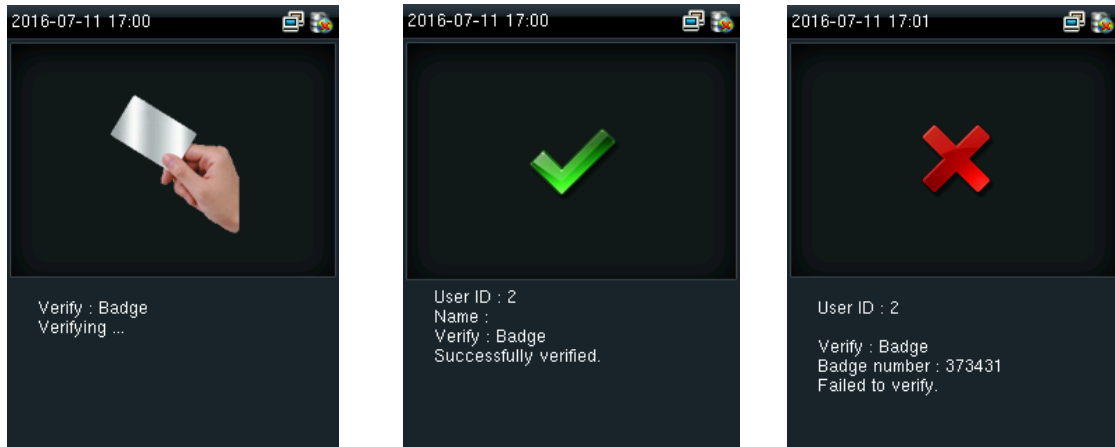 2016-07-11 17:00
Verify : Badge
Verifying ...
2016-07-11 17:00
User ID : 2
Name :
Verify : Badge
Successfully verified.
2016-07-11 17:01
User ID : 2
Verify : Badge
Badge number : 373431
Failed to verify.